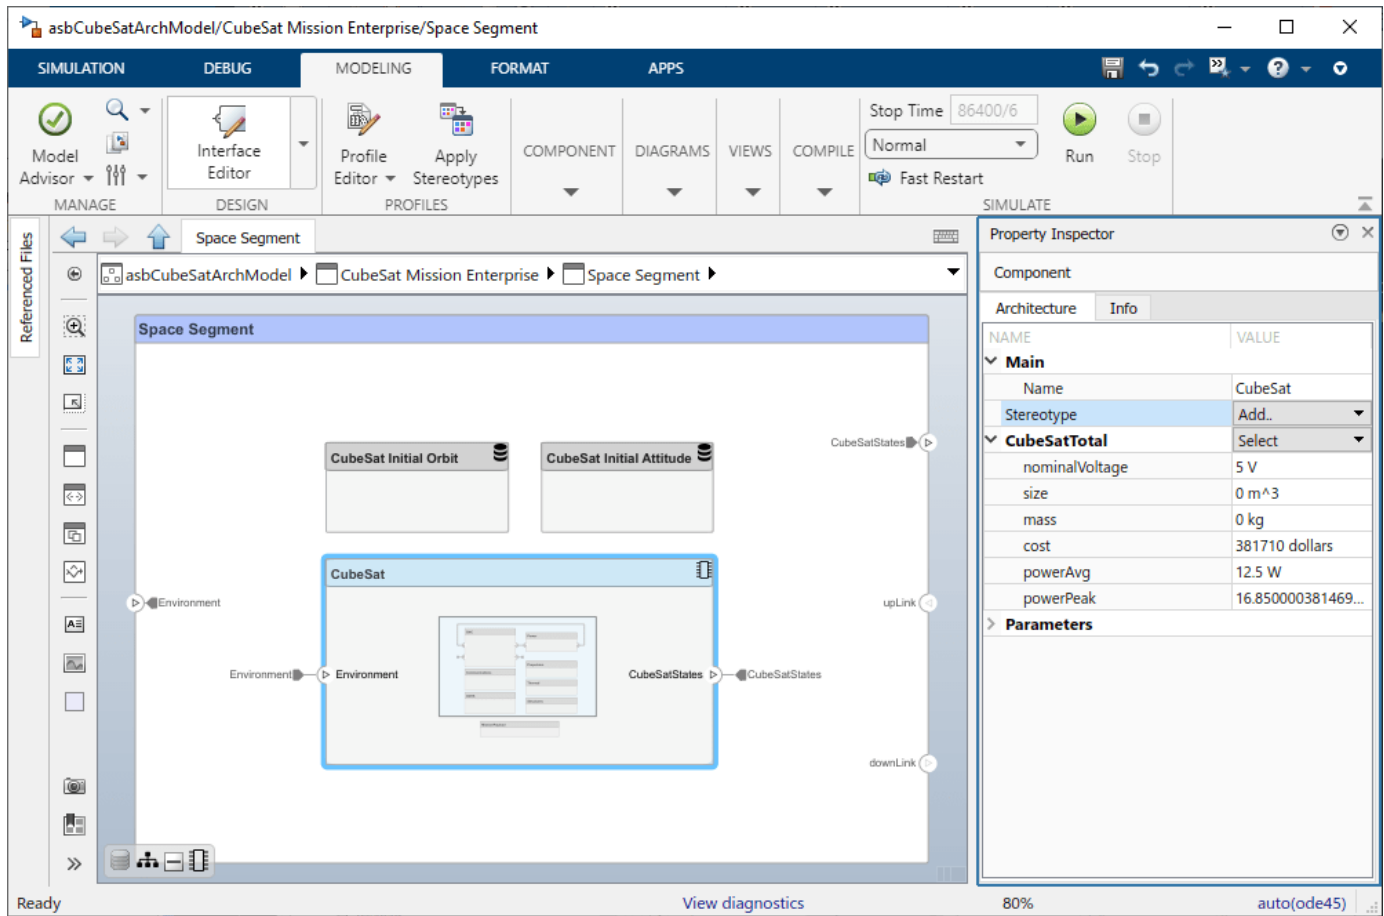 asbCubeSatArchModel/CubeSat Mission Enterprise/Space Segment
SIMULATION DEBUG MODELING FORMAT APPS
Model Advisor
MANAGE
Interface Editor
DESIGN
Profile Editor
Apply Stereotypes
PROFILES
COMPONENT
DIAGRAMS
VIEWS
COMPILE
Stop Time 86400/6
Normal
Fast Restart
Run
Stop
SIMULATE
Referenced Files
Space Segment
asbCubeSatArchModel CubeSat Mission Enterprise Space Segment
Space Segment
CubeSat Initial Orbit
CubeSat Initial Attitude
CubeSatStates
CubeSat
Environment
upLink
Environment
Environment
CubeSatStates
CubeSatStates
downLink
Property Inspector
Component
Architecture Info
NAME VALUE
Main
Name CubeSat
Stereotype Add..
CubeSatTotal Select
nominalVoltage 5 V
size 0 m^3
mass 0 kg
cost 381710 dollars
powerAvg 12.5 W
powerPeak 16.850000381469...
Parameters
Ready
View diagnostics
80%
auto(ode45)